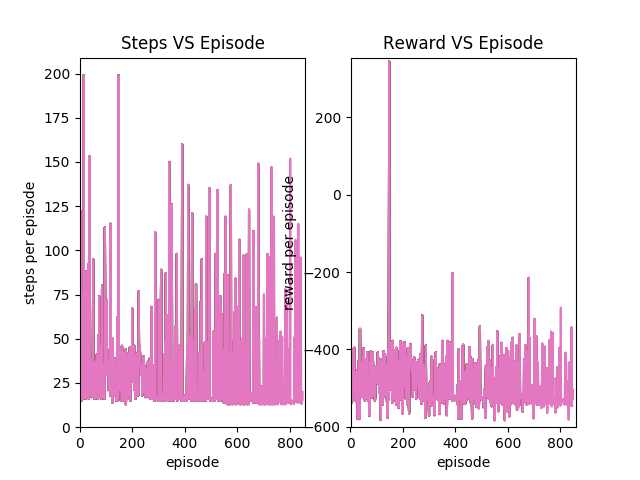 Steps VS Episode
steps per episode
200
175
150
125
100
75
50
25
0
0 200 400 600 800
episode
Reward VS Episode
reward per episode
200
0
−200
−400
−600
0 200 400 600 800
episode